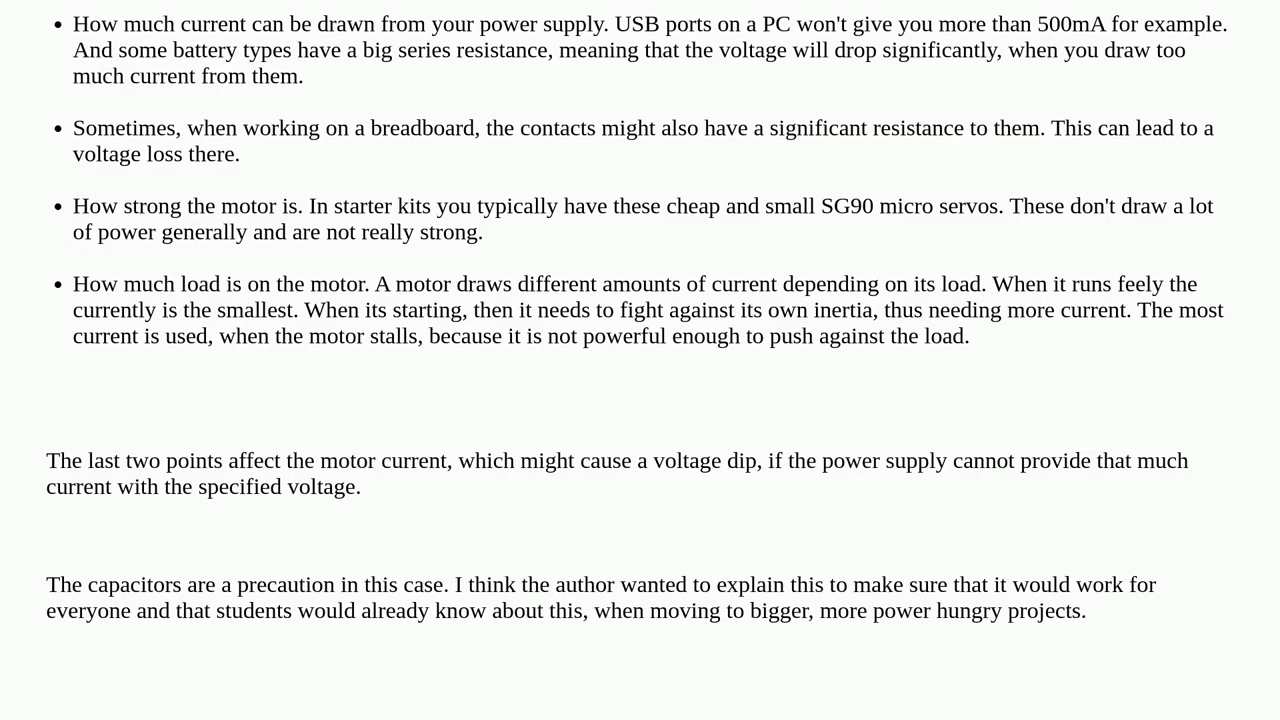 • How much current can be drawn from your power supply. USB ports on a PC won't give you more than 500mA for example.
And some battery types have a big series resistance, meaning that the voltage will drop significantly, when you draw too
much current from them.
• Sometimes, when working on a breadboard, the contacts might also have a significant resistance to them. This can lead to a
voltage loss there.
• How strong the motor is. In starter kits you typically have these cheap and small SG90 micro servos. These don't draw a lot
of power generally and are not really strong.
• How much load is on the motor. A motor draws different amounts of current depending on its load. When it runs feely the
currently is the smallest. When its starting, then it needs to fight against its own inertia, thus needing more current. The most
current is used, when the motor stalls, because it is not powerful enough to push against the load.
The last two points affect the motor current, which might cause a voltage dip, if the power supply cannot provide that much
current with the specified voltage.
The capacitors are a precaution in this case. I think the author wanted to explain this to make sure that it would work for
everyone and that students would already know about this, when moving to bigger, more power hungry projects.